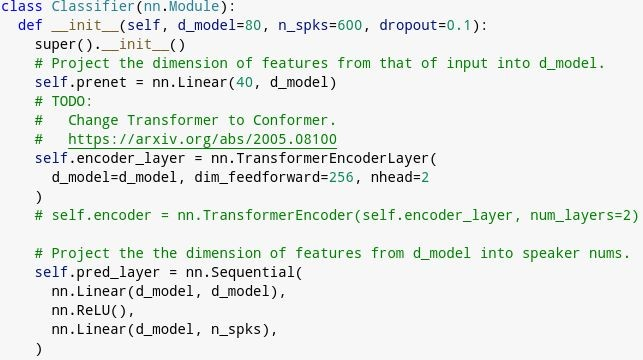 class Classifier(nn.Module):
  def __init__(self, d_model=80, n_spks=600, dropout=0.1):
    super().__init__()
    # Project the dimension of features from that of input into d_model.
    self.prenet = nn.Linear(40, d_model)
    # TODO:
    #   Change Transformer to Conformer.
    #   https://arxiv.org/abs/2005.08100
    self.encoder_layer = nn.TransformerEncoderLayer(
      d_model=d_model, dim_feedforward=256, nhead=2
    )
    # self.encoder = nn.TransformerEncoder(self.encoder_layer, num_layers=2)

    # Project the the dimension of features from d_model into speaker nums.
    self.pred_layer = nn.Sequential(
      nn.Linear(d_model, d_model),
      nn.ReLU(),
      nn.Linear(d_model, n_spks),
    )